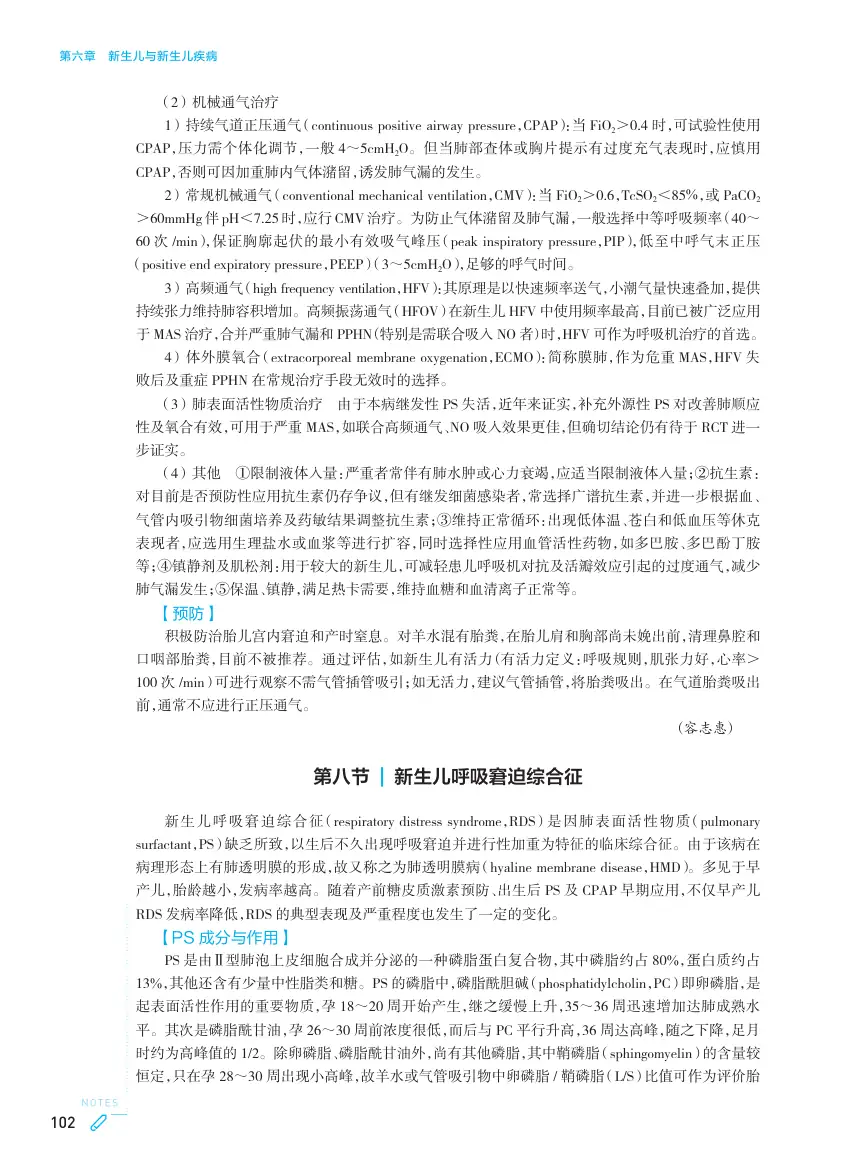 第六章 新生儿与新生儿疾病
（2）机械通气治疗
1）持续气道正压通气（continuous positive airway pressure，CPAP）：当 FiO₂＞0.4 时，可试验性使用
CPAP，压力需个体化调节，一般 4～5cmH₂O。但当肺部查体或胸片提示有过度充气表现时，应慎用
CPAP，否则可因加重肺内气体潴留，诱发肺气漏的发生。
2）常规机械通气（conventional mechanical ventilation，CMV）：当 FiO₂＞0.6，TcSO₂＜85%，或 PaCO₂
＞60mmHg 伴 pH＜7.25 时，应行 CMV 治疗。为防止气体潴留及肺气漏，一般选择中等呼吸频率（40～
60 次 /min），保证胸廓起伏的最小有效吸气峰压（peak inspiratory pressure，PIP），低至中呼气末正压
（positive end expiratory pressure，PEEP）（3～5cmH₂O），足够的呼气时间。
3）高频通气（high frequency ventilation，HFV）：其原理是以快速频率送气，小潮气量快速叠加，提供
持续张力维持肺容积增加。高频振荡通气（HFOV）在新生儿 HFV 中使用频率最高，目前已被广泛应用
于 MAS 治疗，合并严重肺气漏和 PPHN（特别是需联合吸入 NO 者）时，HFV 可作为呼吸机治疗的首选。
4）体外膜氧合（extracorporeal membrane oxygenation，ECMO）：简称膜肺，作为危重 MAS，HFV 失
败后及重症 PPHN 在常规治疗手段无效时的选择。
（3）肺表面活性物质治疗 由于本病继发性 PS 失活，近年来证实，补充外源性 PS 对改善肺顺应
性及氧合有效，可用于严重 MAS，如联合高频通气、NO 吸入效果更佳，但确切结论仍有待于 RCT 进一
步证实。
（4）其他 ①限制液体入量：严重者常伴有肺水肿或心力衰竭，应适当限制液体入量；②抗生素：
对目前是否预防性应用抗生素仍存争议，但有继发细菌感染者，常选择广谱抗生素，并进一步根据血、
气管内吸引物细菌培养及药敏结果调整抗生素；③维持正常循环：出现低体温、苍白和低血压等休克
表现者，应选用生理盐水或血浆等进行扩容，同时选择性应用血管活性药物，如多巴胺、多巴酚丁胺
等；④镇静剂及肌松剂：用于较大的新生儿，可减轻患儿呼吸机对抗及活瓣效应引起的过度通气，减少
肺气漏发生；⑤保温、镇静，满足热卡需要，维持血糖和血清离子正常等。
【预防】
积极防治胎儿宫内窘迫和产时窒息。对羊水混有胎粪，在胎儿肩和胸部尚未娩出前，清理鼻腔和
口咽部胎粪，目前不被推荐。通过评估，如新生儿有活力（有活力定义：呼吸规则，肌张力好，心率＞
100 次 /min）可进行观察不需气管插管吸引；如无活力，建议气管插管，将胎粪吸出。在气道胎粪吸出
前，通常不应进行正压通气。
（容志惠）
第八节 | 新生儿呼吸窘迫综合征
新生儿呼吸窘迫综合征（respiratory distress syndrome，RDS）是因肺表面活性物质（pulmonary
surfactant，PS）缺乏所致，以生后不久出现呼吸窘迫并进行性加重为特征的临床综合征。由于该病在
病理形态上有肺透明膜的形成，故又称之为肺透明膜病（hyaline membrane disease，HMD）。多见于早
产儿，胎龄越小，发病率越高。随着产前糖皮质激素预防、出生后 PS 及 CPAP 早期应用，不仅早产儿
RDS 发病率降低，RDS 的典型表现及严重程度也发生了一定的变化。
【PS 成分与作用】
PS 是由Ⅱ型肺泡上皮细胞合成并分泌的一种磷脂蛋白复合物，其中磷脂约占 80%，蛋白质约占
13%，其他还含有少量中性脂类和糖。PS 的磷脂中，磷脂酰胆碱（phosphatidylcholin，PC）即卵磷脂，是
起表面活性作用的重要物质，孕 18～20 周开始产生，继之缓慢上升，35～36 周迅速增加达肺成熟水
平。其次是磷脂酰甘油，孕 26～30 周前浓度很低，而后与 PC 平行升高，36 周达高峰，随之下降，足月
时约为高峰值的 1/2。除卵磷脂、磷脂酰甘油外，尚有其他磷脂，其中鞘磷脂（sphingomyelin）的含量较
恒定，只在孕 28～30 周出现小高峰，故羊水或气管吸引物中卵磷脂 / 鞘磷脂（L/S）比值可作为评价胎
NOTES
102